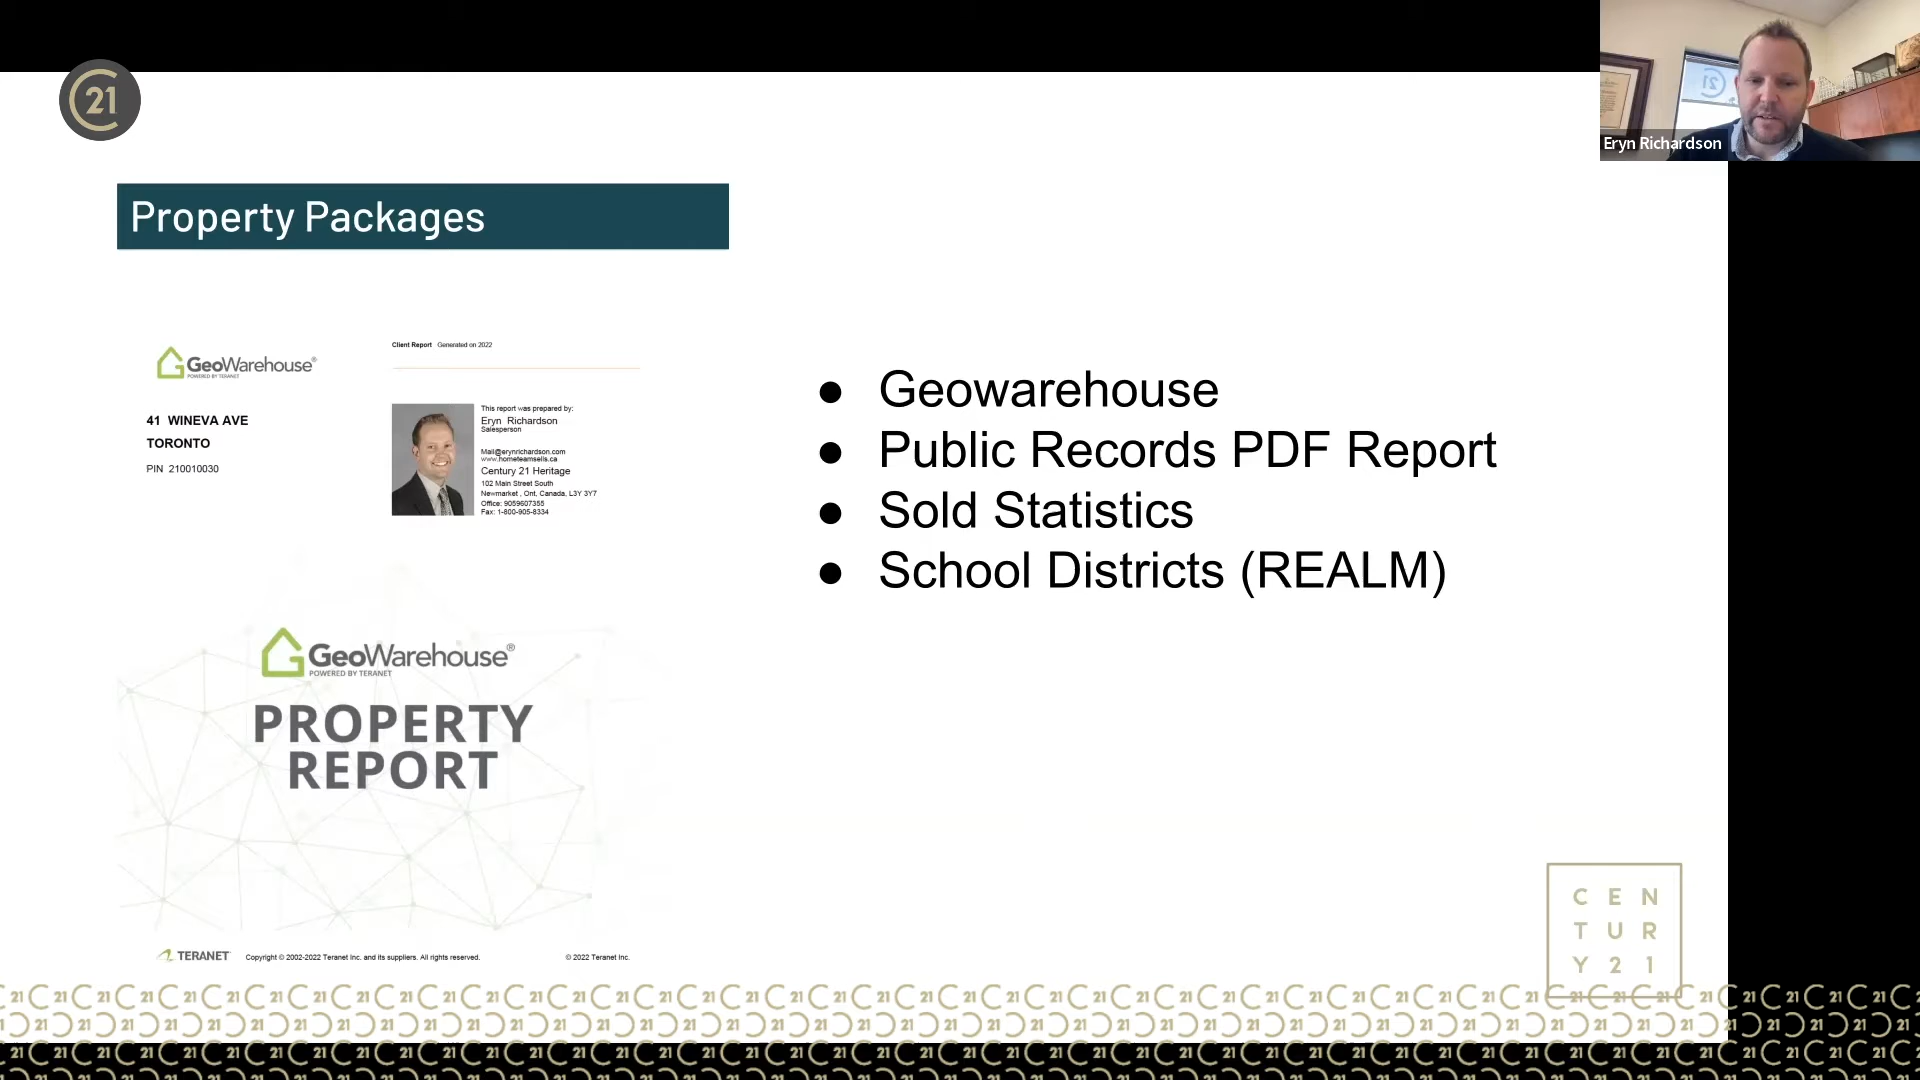 21
Eryn Richardson
Property Packages
GeoWarehouse®
POWERED BY TERANET
Client Report Generated on 2022
41 WINEVA AVE
TORONTO
PIN 210010030
This report was prepared by:
Eryn Richardson
Salesperson
Mail@erynrichardson.com
www.hometeamsells.ca
Century 21 Heritage
102 Main Street South
Newmarket , Ont, Canada, L3Y 3Y7
Office: 9059607355
Fax: 1-800-905-8334
● Geowarehouse
● Public Records PDF Report
● Sold Statistics
● School Districts (REALM)
GeoWarehouse®
POWERED BY TERANET
PROPERTY
REPORT
TERANET Copyright © 2002-2022 Teranet Inc. and its suppliers. All rights reserved. © 2022 Teranet Inc.
CEN
TUR
Y21